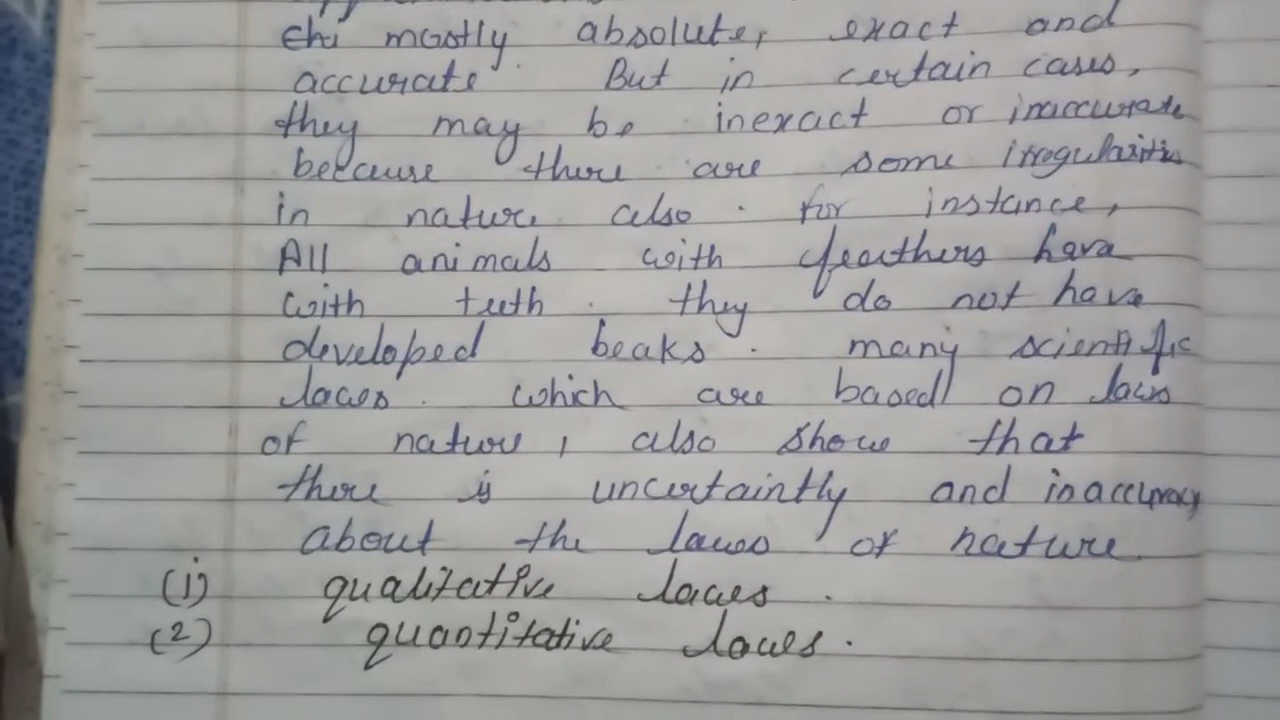 mostly absolute, exact and
accurate But in certain cases,
they may be inexact or inaccurate
because there are some irregularities
in nature also . for instance,
All animals with feathers have
with teeth . they do not have
developed beaks . many scientific
laws . which are based on laws
of nature , also show that
there is uncertaintly and inaccuracy
about the laws of nature
(i) qualitative laws .
(2) quantitative laws .